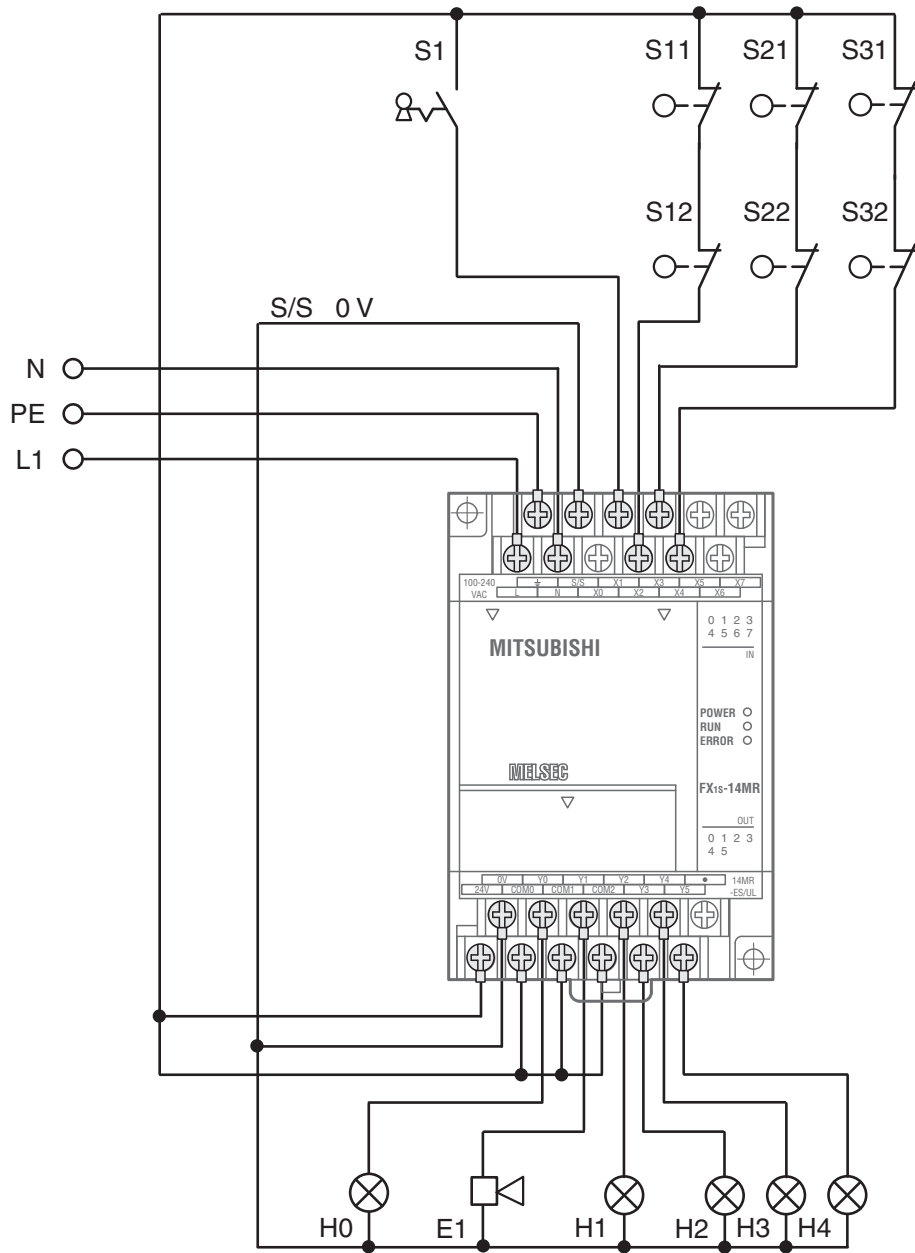 S1 S11 S21 S31
S12 S22 S32
S/S 0 V
N
PE
L1
100-240 ⏚ S/S X1 X3 X5 X7
VAC L N X0 X2 X4 X6
0 1 2 3
4 5 6 7
IN
MITSUBISHI
POWER
RUN
ERROR
MELSEC
FX1S-14MR
OUT
0 1 2 3
4 5
0V Y0 Y1 Y2 Y4 • 14MR
24V COM0 COM1 COM2 Y3 Y5 -ES/UL
H0 E1 H1 H2 H3 H4